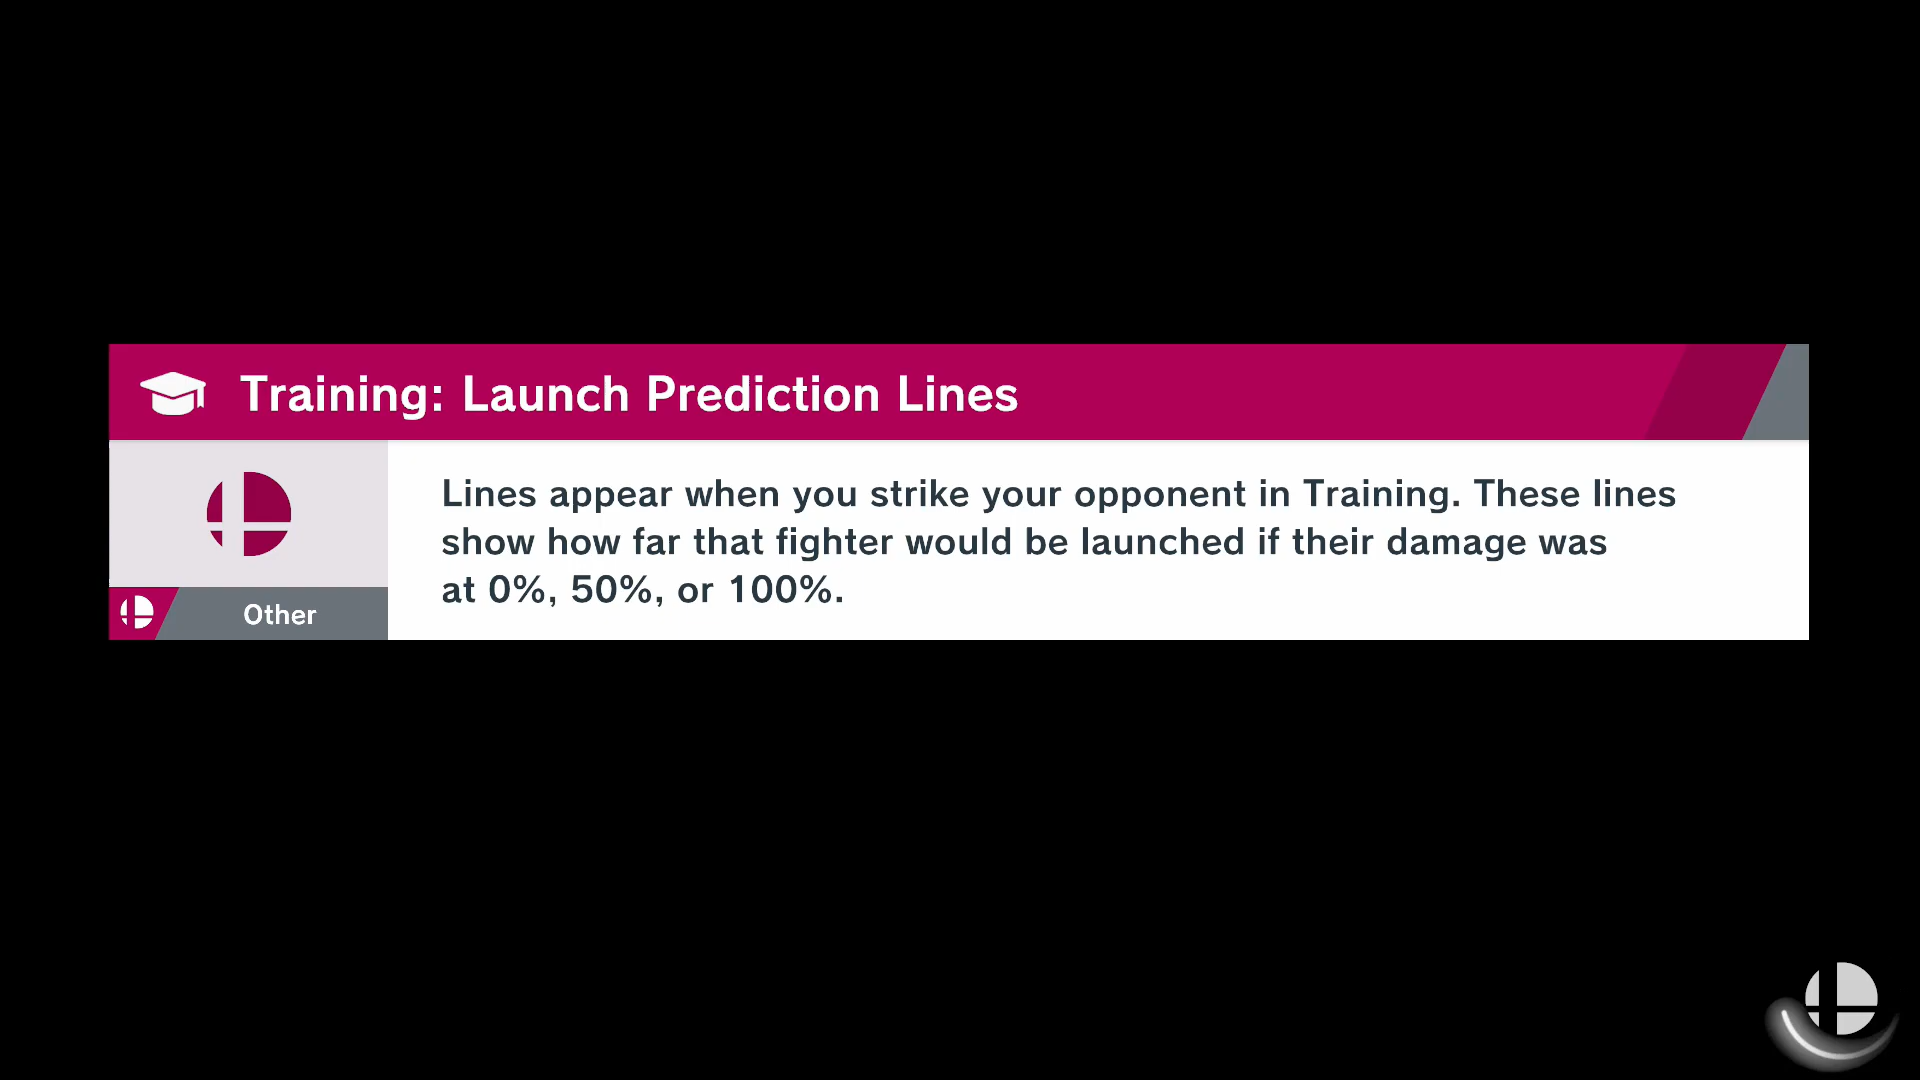 Training: Launch Prediction Lines
Lines appear when you strike your opponent in Training. These lines
show how far that fighter would be launched if their damage was
at 0%, 50%, or 100%.
Other